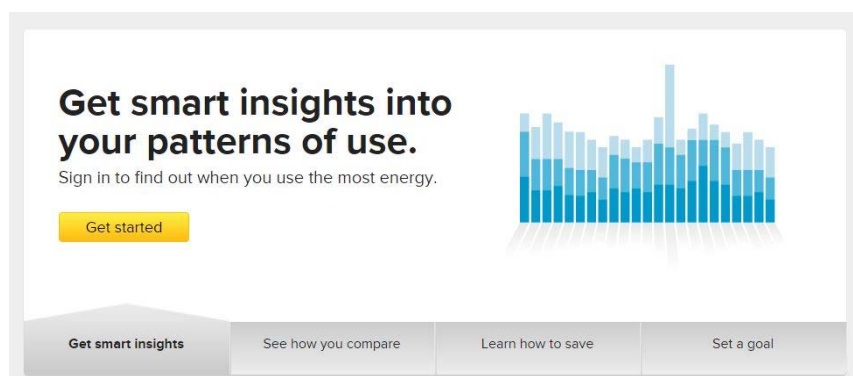 Get smart insights into
your patterns of use.
Sign in to find out when you use the most energy.
Get started
Get smart insights
See how you compare
Learn how to save
Set a goal